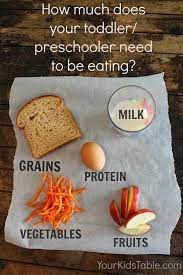 How much does
your toddler/
preschooler need
to be eating?
MILK
GRAINS
PROTEIN
VEGETABLES
FRUITS
YourKidsTable.com